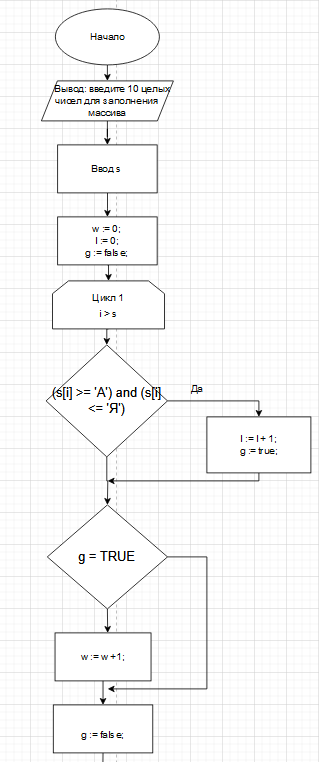 Начало
Вывод: введите 10 целых
чисел для заполнения
массива
Ввод s
w := 0;
l := 0;
g := false;
Цикл 1
i > s
(s[i] >= 'А') and (s[i]
<= 'Я')
Да
l := l + 1;
g := true;
g = TRUE
w := w +1;
g := false;